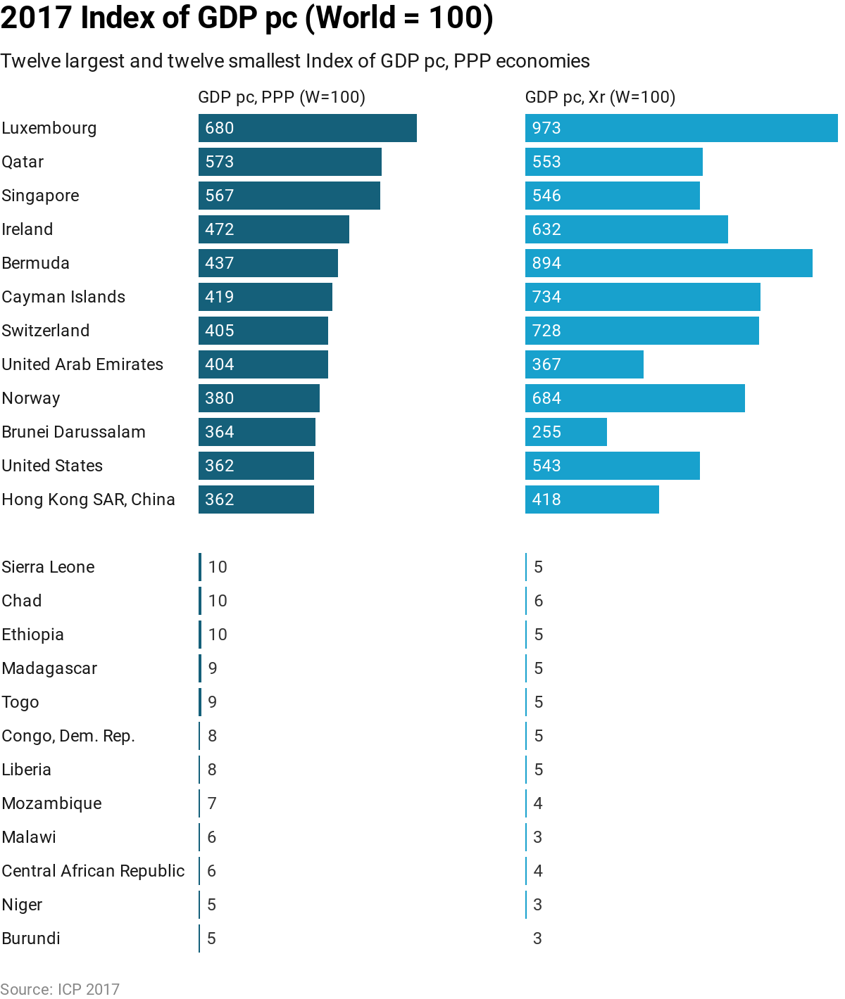 2017 Index of GDP pc (World = 100)
Twelve largest and twelve smallest Index of GDP pc, PPP economies
GDP pc, PPP (W=100) GDP pc, Xr (W=100)
Luxembourg 680 973
Qatar 573 553
Singapore 567 546
Ireland 472 632
Bermuda 437 894
Cayman Islands 419 734
Switzerland 405 728
United Arab Emirates 404 367
Norway 380 684
Brunei Darussalam 364 255
United States 362 543
Hong Kong SAR, China 362 418
Sierra Leone 10 5
Chad 10 6
Ethiopia 10 5
Madagascar 9 5
Togo 9 5
Congo, Dem. Rep. 8 5
Liberia 8 5
Mozambique 7 4
Malawi 6 3
Central African Republic 6 4
Niger 5 3
Burundi 5 3
Source: ICP 2017